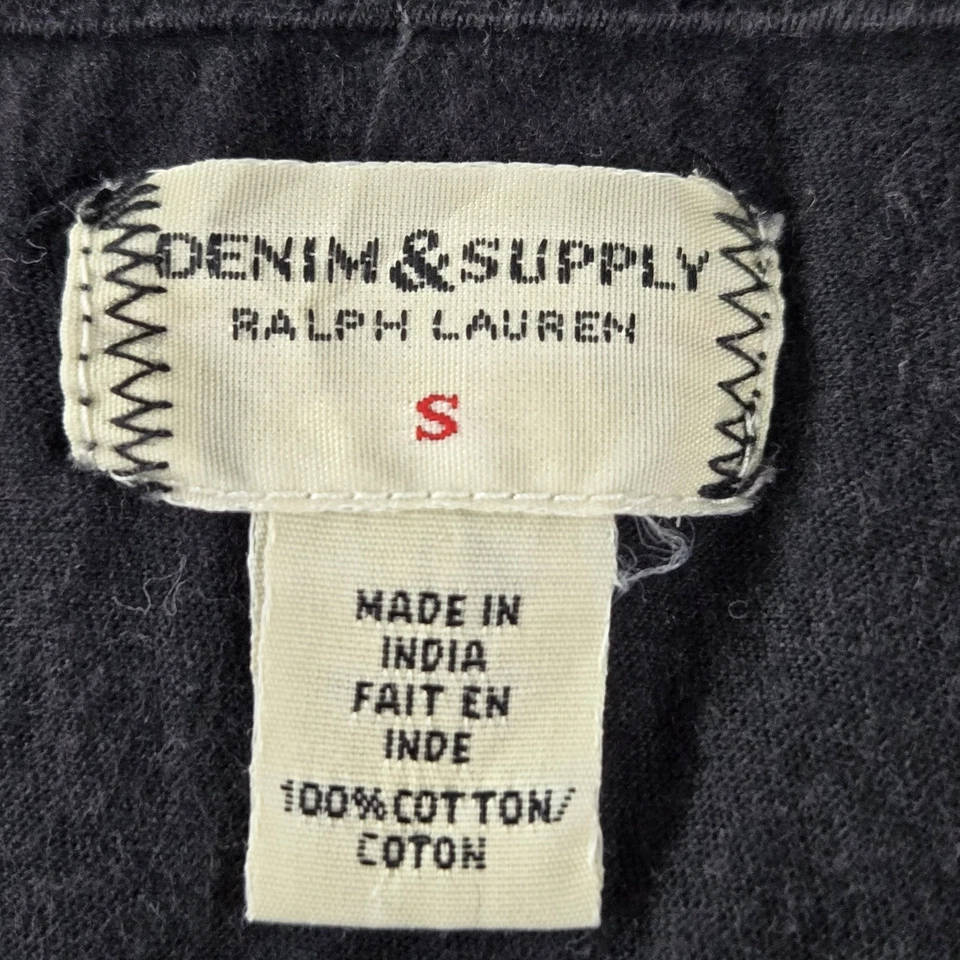 DENIM&SUPPLY
RALPH LAUREN
S
MADE IN
INDIA
FAIT EN
INDE
100%COTTON/
COTON